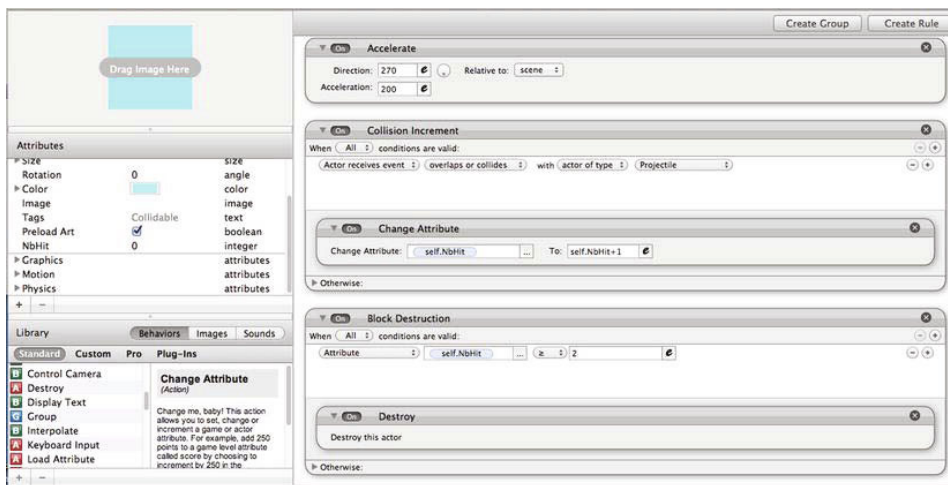 Create Group Create Rule
Drag Image Here
Attributes
Size size
Rotation 0 angle
Color color
Image image
Tags Collidable text
Preload Art boolean
NbHit 0 integer
Graphics attributes
Motion attributes
Physics attributes
+ −
Library Behaviors Images Sounds
Standard Custom Pro Plug-Ins
B Control Camera
A Destroy
B Display Text
G Group
B Interpolate
A Keyboard Input
A Load Attribute
Change Attribute
(Action)
Change me, baby! This action
allows you to set, change or
increment a game or actor
attribute. For example, add 250
points to a game level attribute
called score by choosing to
increment by 250 in the
+ −
On Accelerate
Direction: 270 e Relative to: scene
Acceleration: 200 e
On Collision Increment
When All conditions are valid:
Actor receives event overlaps or collides with actor of type Projectile
On Change Attribute
Change Attribute: self.NbHit ... To: self.NbHit+1 e
Otherwise:
On Block Destruction
When All conditions are valid:
Attribute self.NbHit ... ≥ 2 e
On Destroy
Destroy this actor
Otherwise: